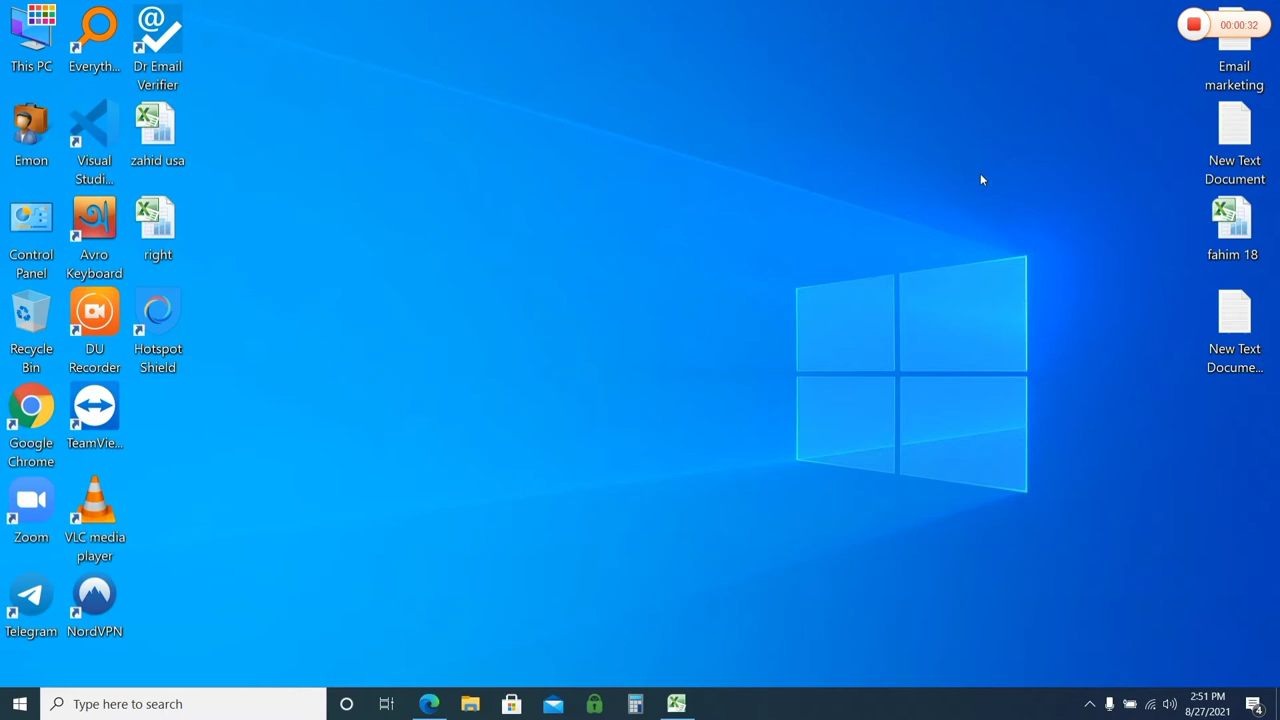 This PC
Everyth...
Dr Email
Verifier
Emon
Visual
Studi...
zahid usa
Control
Panel
Avro
Keyboard
right
Recycle
Bin
DU
Recorder
Hotspot
Shield
Google
Chrome
TeamVie...
Zoom
VLC media
player
Telegram
NordVPN
00:00:32
Email
marketing
New Text
Document
fahim 18
New Text
Docume...
Type here to search
2:51 PM
8/27/2021
4